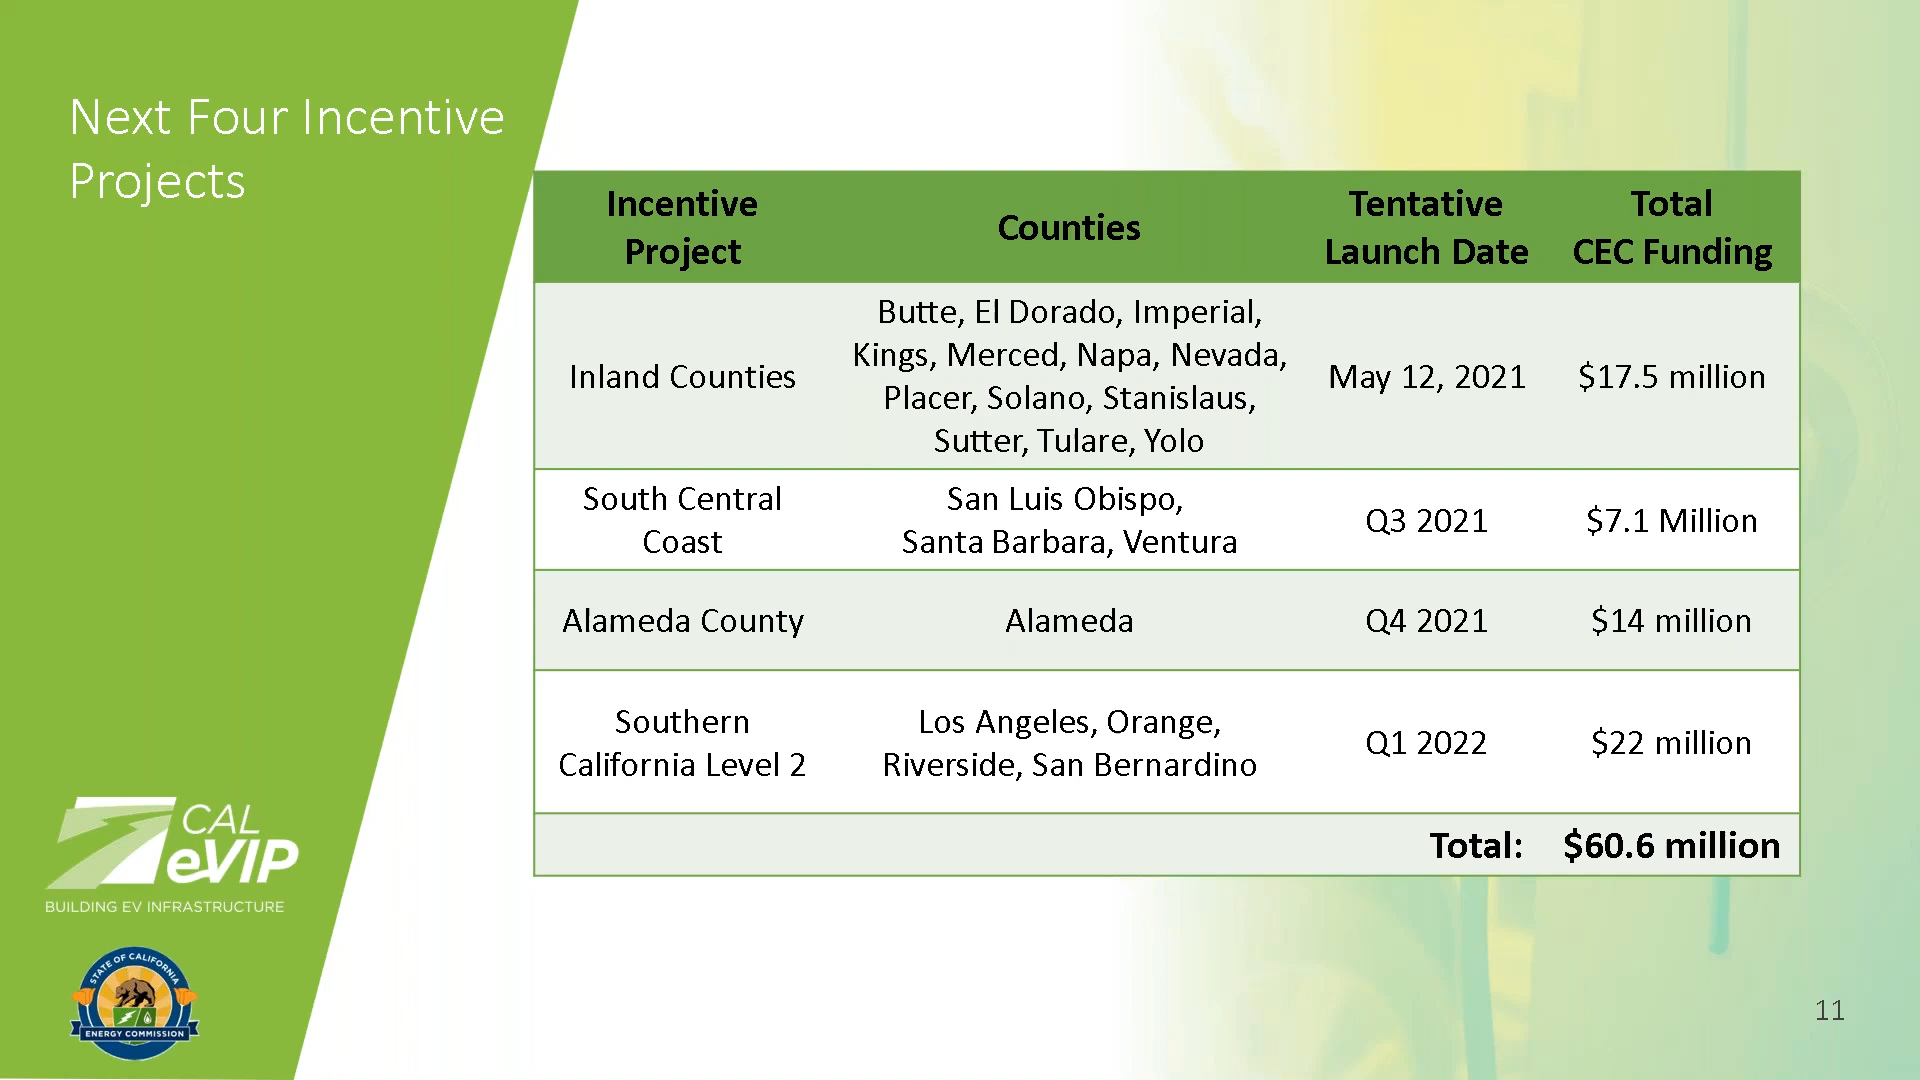 Next Four Incentive
Projects
Incentive
Project
Counties
Tentative
Launch Date
Total
CEC Funding
Inland Counties
Butte, El Dorado, Imperial,
Kings, Merced, Napa, Nevada,
Placer, Solano, Stanislaus,
Sutter, Tulare, Yolo
May 12, 2021
$17.5 million
South Central
Coast
San Luis Obispo,
Santa Barbara, Ventura
Q3 2021
$7.1 Million
Alameda County
Alameda
Q4 2021
$14 million
Southern
California Level 2
Los Angeles, Orange,
Riverside, San Bernardino
Q1 2022
$22 million
Total:
$60.6 million
CAL
eVIP
BUILDING EV INFRASTRUCTURE
STATE OF CALIFORNIA
ENERGY COMMISSION
11